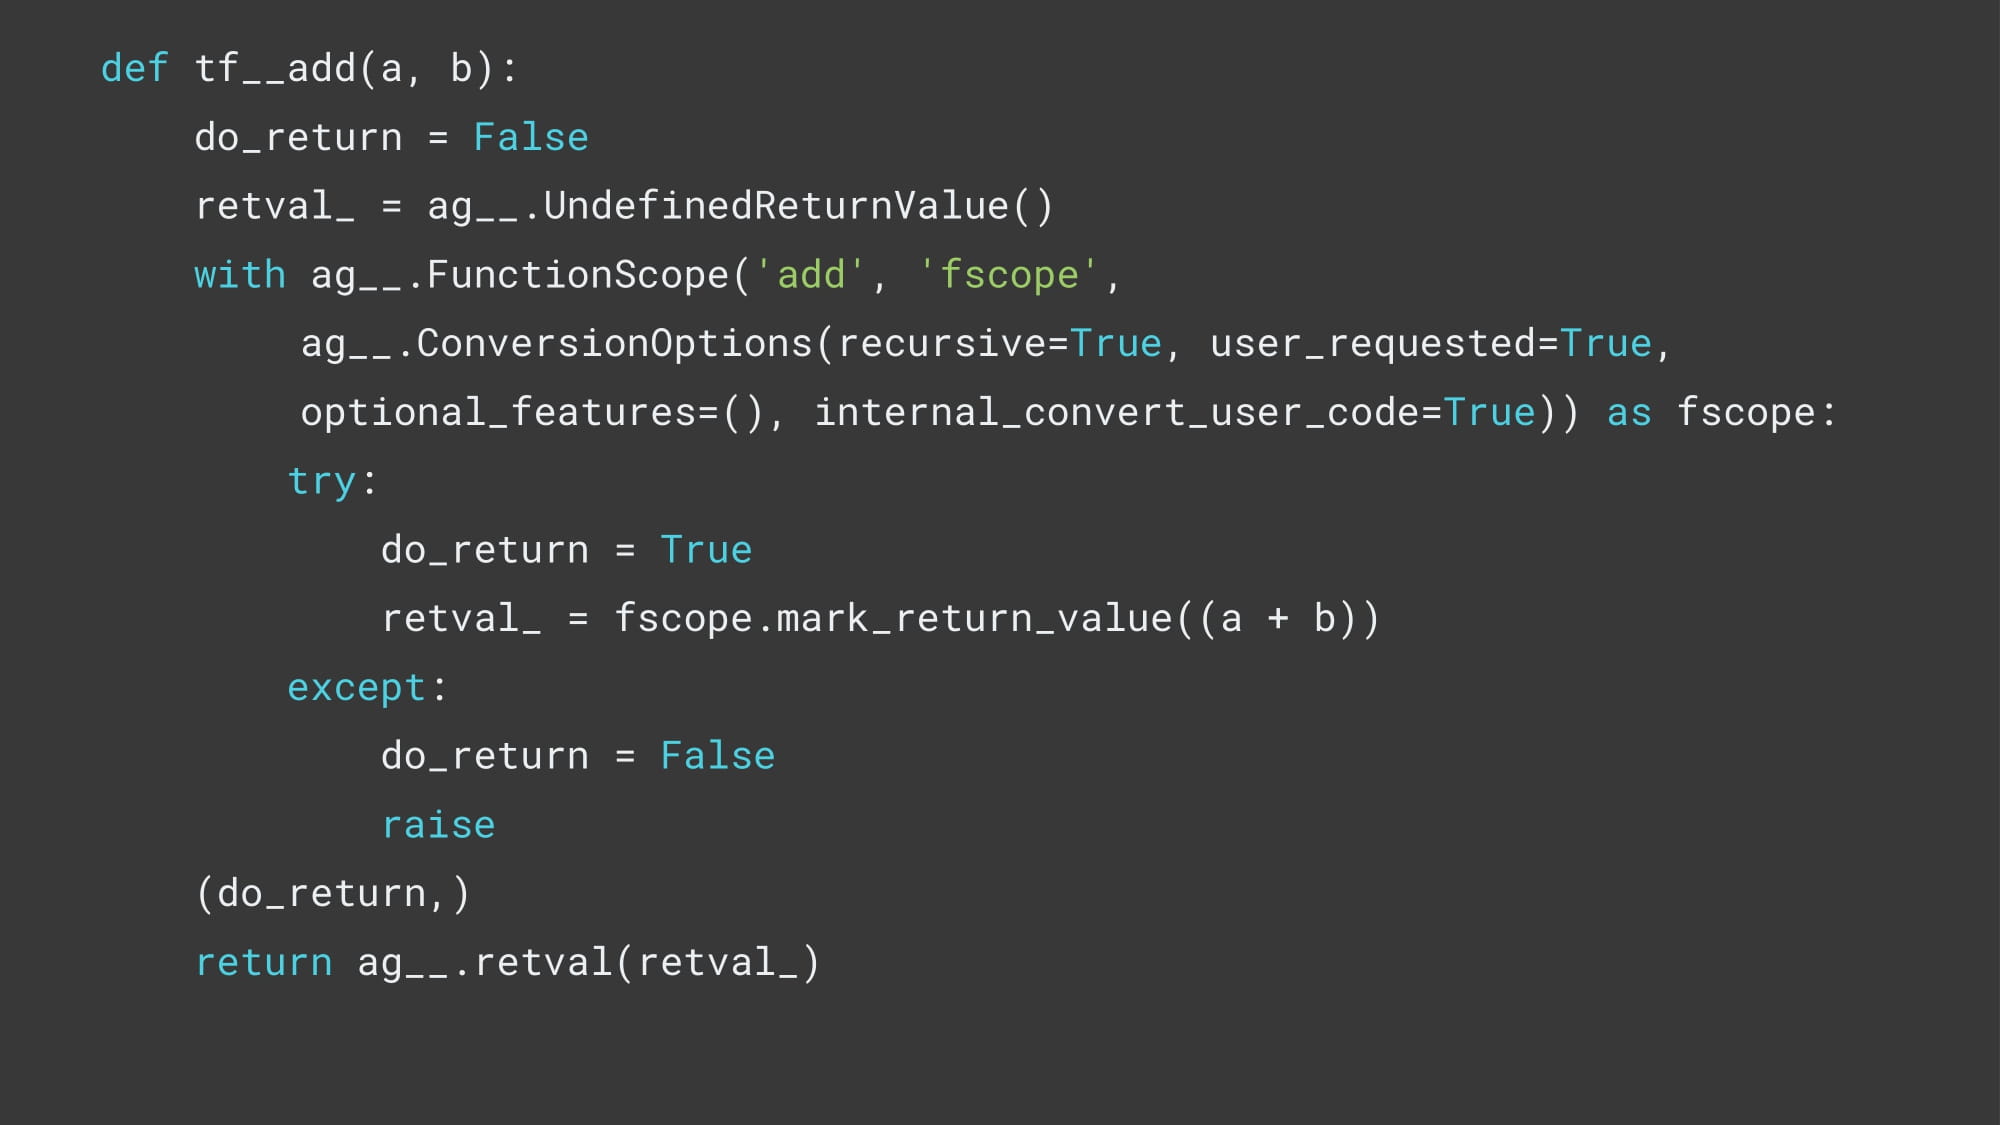 def tf__add(a, b):
    do_return = False
    retval_ = ag__.UndefinedReturnValue()
    with ag__.FunctionScope('add', 'fscope',
        ag__.ConversionOptions(recursive=True, user_requested=True,
        optional_features=(), internal_convert_user_code=True)) as fscope:
        try:
            do_return = True
            retval_ = fscope.mark_return_value((a + b))
        except:
            do_return = False
            raise
    (do_return,)
    return ag__.retval(retval_)